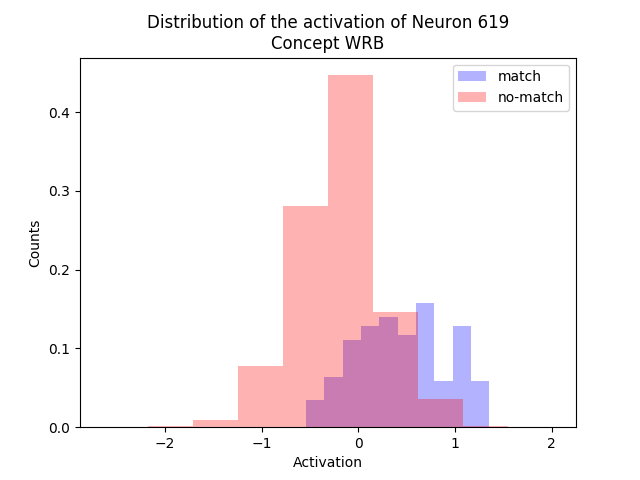 Distribution of the activation of Neuron 619
Concept WRB
match
no-match
0.4
0.3
0.2
0.1
0.0
Counts
−2
−1
0
1
2
Activation